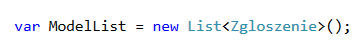 var ModelList = new List<Zgloszenie>();